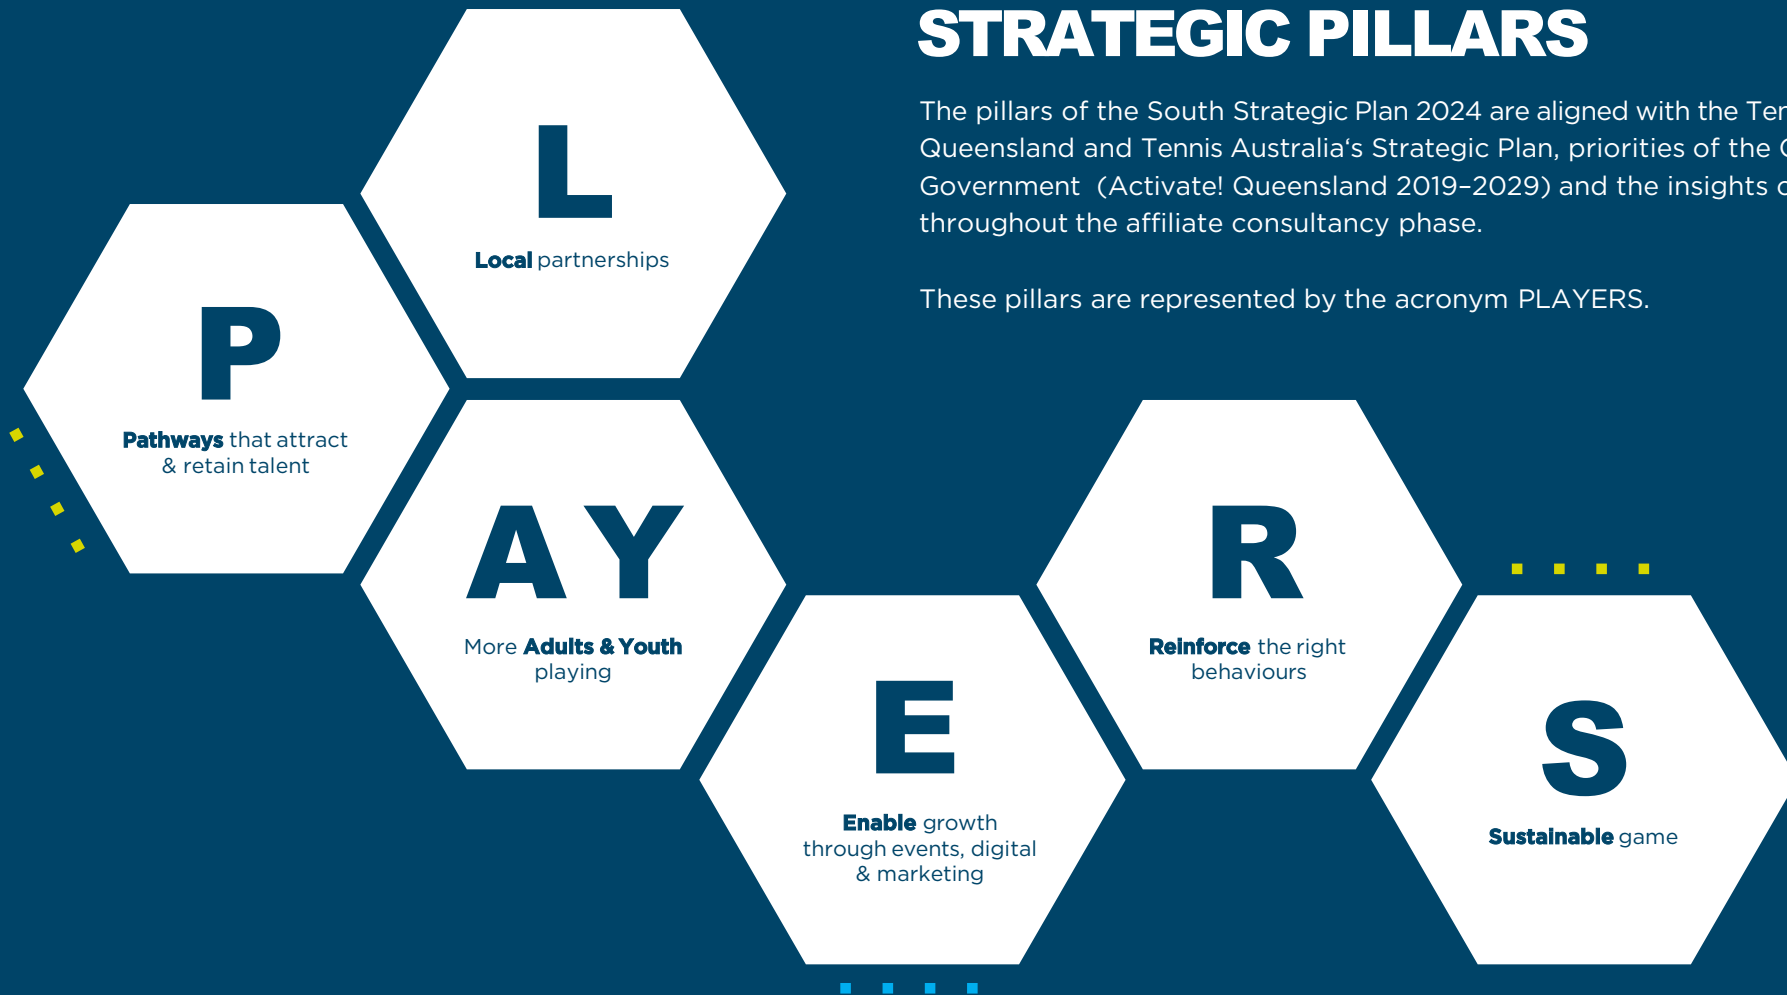 STRATEGIC PILLARS
The pillars of the South Strategic Plan 2024 are aligned with the
Queensland and Tennis Australia‘s Strategic Plan, priorities of the
Government (Activate! Queensland 2019–2029) and the insights
throughout the affiliate consultancy phase.
These pillars are represented by the acronym PLAYERS.
P
Pathways that attract
& retain talent
L
Local partnerships
A Y
More Adults & Youth
playing
E
Enable growth
through events, digital
& marketing
R
Reinforce the right
behaviours
S
Sustainable game